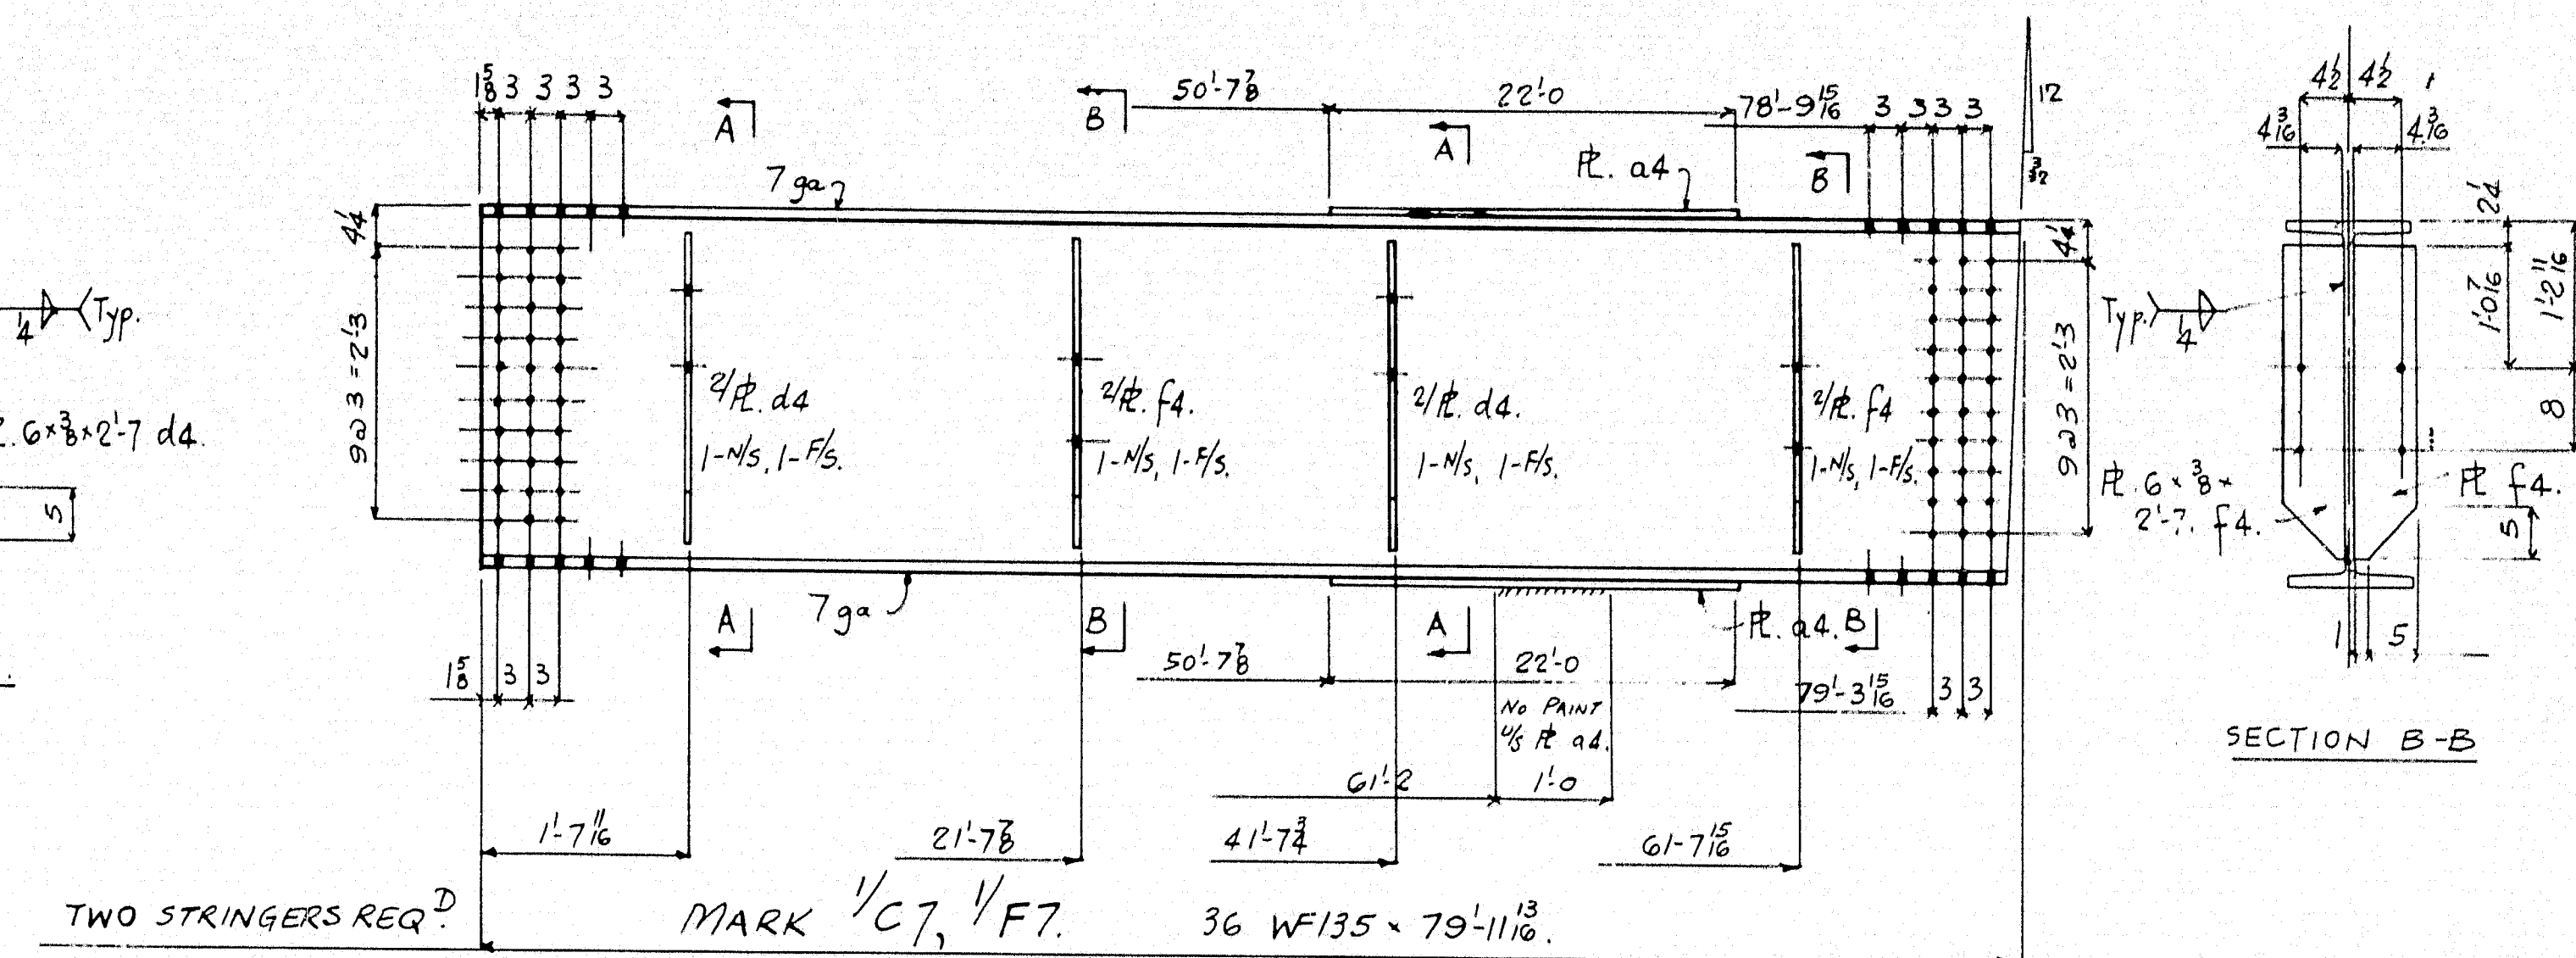 1 5/8 3 3 3 3
A
B
50'-7 7/8
22'-0
78'-9 15/16 3 3 3 3
12
3/32
4 1/2 4 1/2
4 3/16 4 3/16
7 ga
A
PL. a4
B
4 1/4
4 1/4
2 1/4
1'-0 7/16
1'-2 11/16
8
1/4 Typ.
Typ. 1/4
9@3=2'-3
9@3=2'-3
6×3/8×2'-7 d4.
2/PL. d4
1-N/S, 1-F/S.
2/PL. f4.
1-N/S, 1-F/S.
2/PL. d4.
1-N/S, 1-F/S.
2/PL. f4
1-N/S, 1-F/S.
PL. 6×3/8×
2'-7. f4.
PL f4.
5
5
7 ga
A
B
A
PL. a4. B
1 5
1 5/8 3 3
50'-7 7/8
22'-0
79'-3 15/16 3 3
NO PAINT
U/S PL a4.
61'-2 1'-0
SECTION B-B
1'-7 11/16
21'-7 7/8
41'-7 3/4
61-7 15/16
TWO STRINGERS REQ'D.
MARK 1/C7, 1/F7.
36 WF135 × 79'-11 13/16.